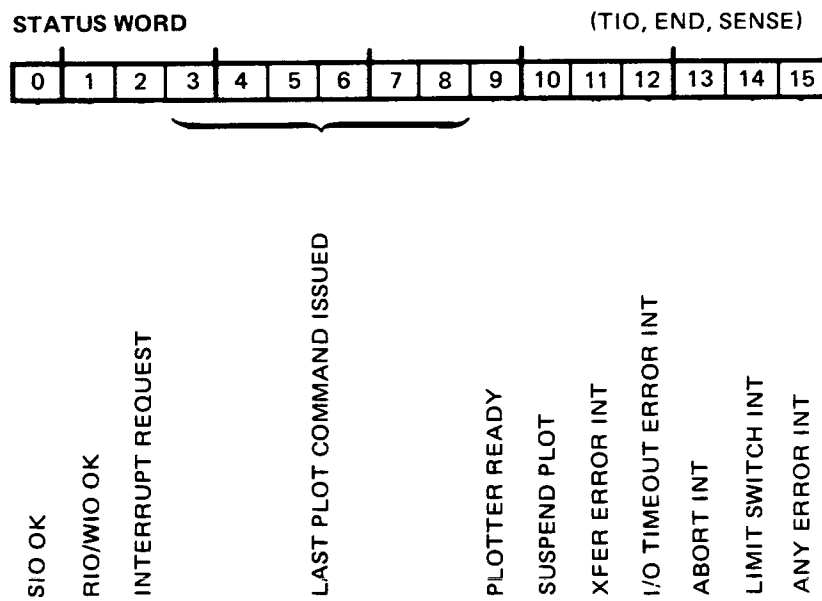 STATUS WORD (TIO, END, SENSE)
0 1 2 3 4 5 6 7 8 9 10 11 12 13 14 15
SIO OK
RIO/WIO OK
INTERRUPT REQUEST
LAST PLOT COMMAND ISSUED
PLOTTER READY
SUSPEND PLOT
XFER ERROR INT
I/O TIMEOUT ERROR INT
ABORT INT
LIMIT SWITCH INT
ANY ERROR INT